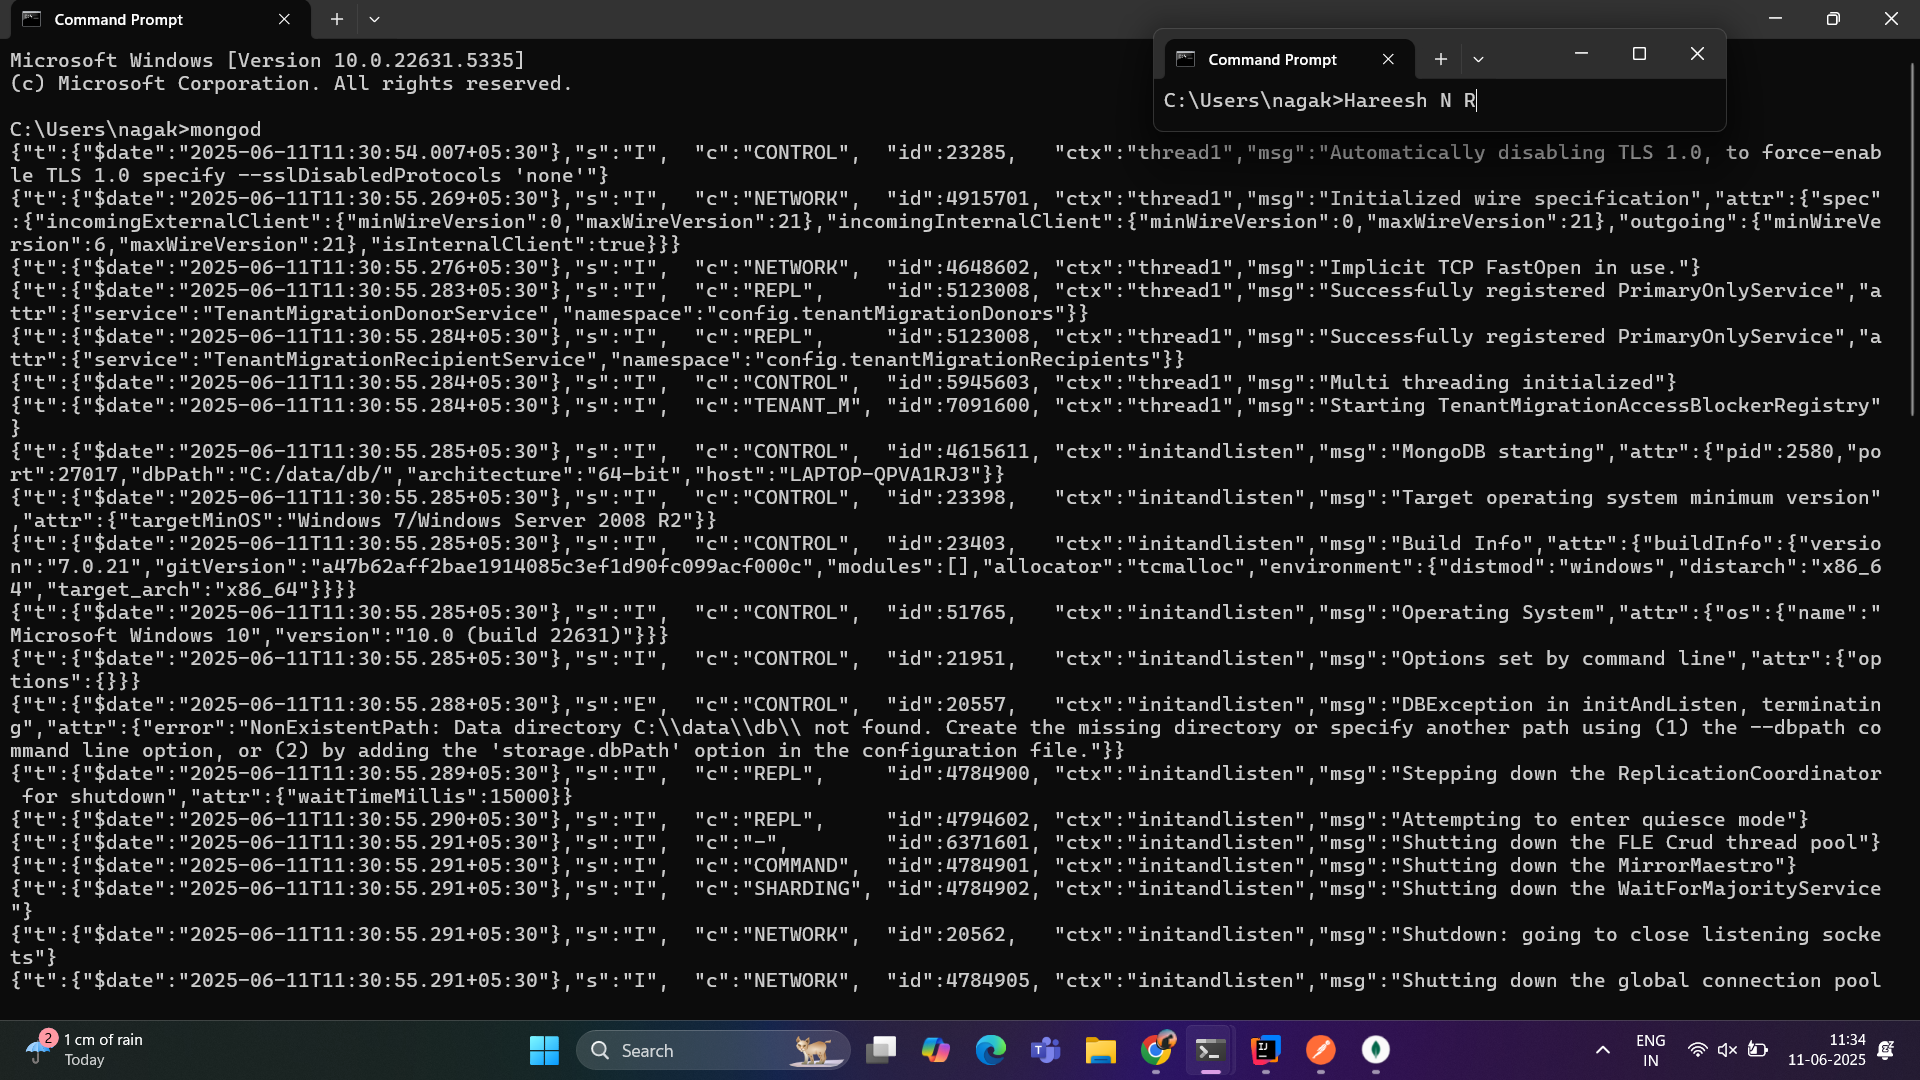 Command Prompt
Microsoft Windows [Version 10.0.22631.5335]
(c) Microsoft Corporation. All rights reserved.
Command Prompt
C:\Users\nagak>Hareesh N R
C:\Users\nagak>mongod
{"t":{"$date":"2025-06-11T11:30:54.007+05:30"},"s":"I",  "c":"CONTROL",  "id":23285,   "ctx":"thread1","msg":"Automatically disabling TLS 1.0, to force-enab
le TLS 1.0 specify --sslDisabledProtocols 'none'"}
{"t":{"$date":"2025-06-11T11:30:55.269+05:30"},"s":"I",  "c":"NETWORK",  "id":4915701, "ctx":"thread1","msg":"Initialized wire specification","attr":{"spec"
:{"incomingExternalClient":{"minWireVersion":0,"maxWireVersion":21},"incomingInternalClient":{"minWireVersion":0,"maxWireVersion":21},"outgoing":{"minWireVe
rsion":6,"maxWireVersion":21},"isInternalClient":true}}}
{"t":{"$date":"2025-06-11T11:30:55.276+05:30"},"s":"I",  "c":"NETWORK",  "id":4648602, "ctx":"thread1","msg":"Implicit TCP FastOpen in use."}
{"t":{"$date":"2025-06-11T11:30:55.283+05:30"},"s":"I",  "c":"REPL",     "id":5123008, "ctx":"thread1","msg":"Successfully registered PrimaryOnlyService","a
ttr":{"service":"TenantMigrationDonorService","namespace":"config.tenantMigrationDonors"}}
{"t":{"$date":"2025-06-11T11:30:55.284+05:30"},"s":"I",  "c":"REPL",     "id":5123008, "ctx":"thread1","msg":"Successfully registered PrimaryOnlyService","a
ttr":{"service":"TenantMigrationRecipientService","namespace":"config.tenantMigrationRecipients"}}
{"t":{"$date":"2025-06-11T11:30:55.284+05:30"},"s":"I",  "c":"CONTROL",  "id":5945603, "ctx":"thread1","msg":"Multi threading initialized"}
{"t":{"$date":"2025-06-11T11:30:55.284+05:30"},"s":"I",  "c":"TENANT_M", "id":7091600, "ctx":"thread1","msg":"Starting TenantMigrationAccessBlockerRegistry"
}
{"t":{"$date":"2025-06-11T11:30:55.285+05:30"},"s":"I",  "c":"CONTROL",  "id":4615611, "ctx":"initandlisten","msg":"MongoDB starting","attr":{"pid":2580,"po
rt":27017,"dbPath":"C:/data/db/","architecture":"64-bit","host":"LAPTOP-QPVA1RJ3"}}
{"t":{"$date":"2025-06-11T11:30:55.285+05:30"},"s":"I",  "c":"CONTROL",  "id":23398,   "ctx":"initandlisten","msg":"Target operating system minimum version"
,"attr":{"targetMinOS":"Windows 7/Windows Server 2008 R2"}}
{"t":{"$date":"2025-06-11T11:30:55.285+05:30"},"s":"I",  "c":"CONTROL",  "id":23403,   "ctx":"initandlisten","msg":"Build Info","attr":{"buildInfo":{"versio
n":"7.0.21","gitVersion":"a47b62aff2bae1914085c3ef1d90fc099acf000c","modules":[],"allocator":"tcmalloc","environment":{"distmod":"windows","distarch":"x86_6
4","target_arch":"x86_64"}}}}
{"t":{"$date":"2025-06-11T11:30:55.285+05:30"},"s":"I",  "c":"CONTROL",  "id":51765,   "ctx":"initandlisten","msg":"Operating System","attr":{"os":{"name":"
Microsoft Windows 10","version":"10.0 (build 22631)"}}}
{"t":{"$date":"2025-06-11T11:30:55.285+05:30"},"s":"I",  "c":"CONTROL",  "id":21951,   "ctx":"initandlisten","msg":"Options set by command line","attr":{"op
tions":{}}}
{"t":{"$date":"2025-06-11T11:30:55.288+05:30"},"s":"E",  "c":"CONTROL",  "id":20557,   "ctx":"initandlisten","msg":"DBException in initAndListen, terminatin
g","attr":{"error":"NonExistentPath: Data directory C:\\data\\db\\ not found. Create the missing directory or specify another path using (1) the --dbpath co
mmand line option, or (2) by adding the 'storage.dbPath' option in the configuration file."}}
{"t":{"$date":"2025-06-11T11:30:55.289+05:30"},"s":"I",  "c":"REPL",     "id":4784900, "ctx":"initandlisten","msg":"Stepping down the ReplicationCoordinator
 for shutdown","attr":{"waitTimeMillis":15000}}
{"t":{"$date":"2025-06-11T11:30:55.290+05:30"},"s":"I",  "c":"REPL",     "id":4794602, "ctx":"initandlisten","msg":"Attempting to enter quiesce mode"}
{"t":{"$date":"2025-06-11T11:30:55.291+05:30"},"s":"I",  "c":"-",        "id":6371601, "ctx":"initandlisten","msg":"Shutting down the FLE Crud thread pool"}
{"t":{"$date":"2025-06-11T11:30:55.291+05:30"},"s":"I",  "c":"COMMAND",  "id":4784901, "ctx":"initandlisten","msg":"Shutting down the MirrorMaestro"}
{"t":{"$date":"2025-06-11T11:30:55.291+05:30"},"s":"I",  "c":"SHARDING", "id":4784902, "ctx":"initandlisten","msg":"Shutting down the WaitForMajorityService
"}
{"t":{"$date":"2025-06-11T11:30:55.291+05:30"},"s":"I",  "c":"NETWORK",  "id":20562,   "ctx":"initandlisten","msg":"Shutdown: going to close listening socke
ts"}
{"t":{"$date":"2025-06-11T11:30:55.291+05:30"},"s":"I",  "c":"NETWORK",  "id":4784905, "ctx":"initandlisten","msg":"Shutting down the global connection pool
2
1 cm of rain
Today
Search
ENG
IN
11:34
11-06-2025